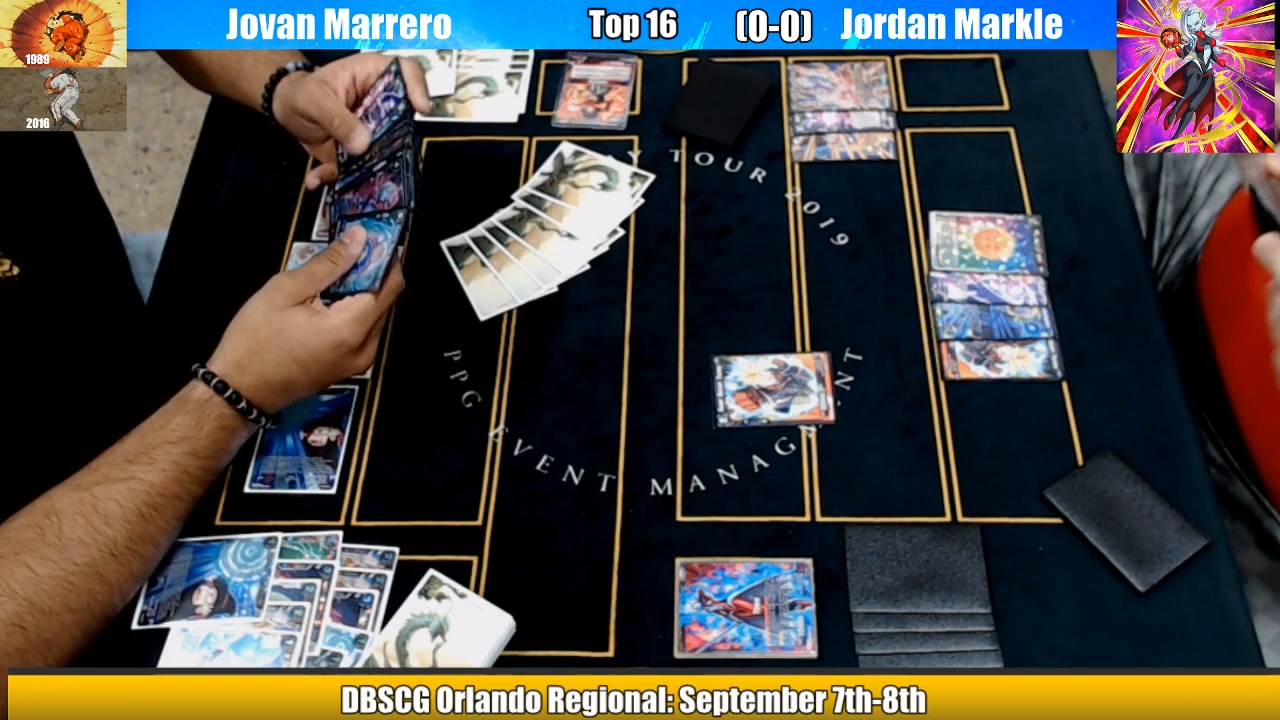 Jovan Marrero
Top 16
(0-0)
Jordan Markle
1989
2016
Y TOUR 2019
PPG EVENT MANAGEMENT
DBSCG Orlando Regional: September 7th-8th